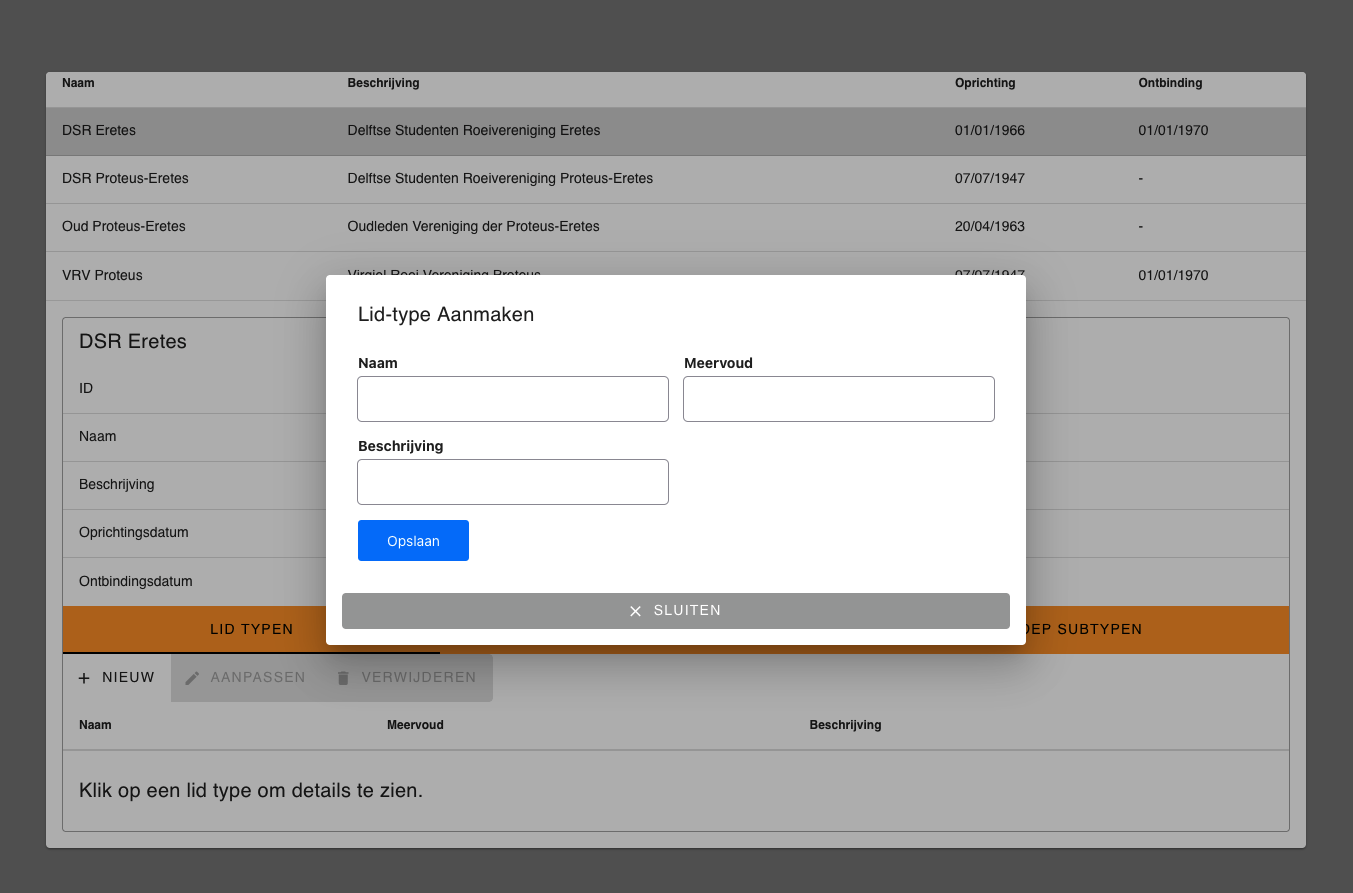 Naam Beschrijving Oprichting Ontbinding
DSR Eretes Delftse Studenten Roeivereniging Eretes 01/01/1966 01/01/1970
DSR Proteus-Eretes Delftse Studenten Roeivereniging Proteus-Eretes 07/07/1947 -
Oud Proteus-Eretes Oudleden Vereniging der Proteus-Eretes 20/04/1963 -
VRV Proteus Virgiel Roei Vereniging Proteus 07/07/1947 01/01/1970
Lid-type Aanmaken
Naam Meervoud
Beschrijving
Opslaan
SLUITEN
DSR Eretes
ID
Naam
Beschrijving
Oprichtingsdatum
Ontbindingsdatum
LID TYPEN OEP SUBTYPEN
NIEUW AANPASSEN VERWIJDEREN
Naam Meervoud Beschrijving
Klik op een lid type om details te zien.